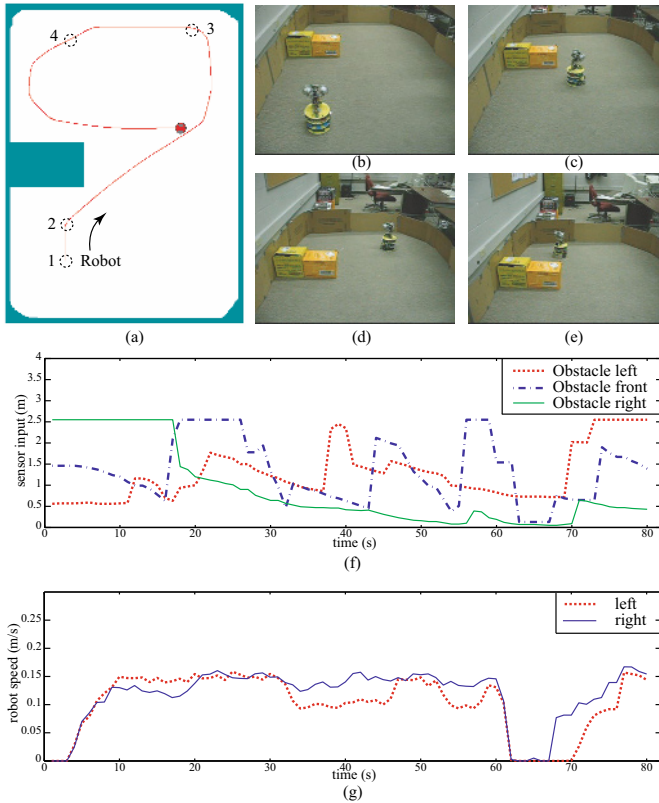 4
3
2
1
Robot
(a)
(b)
(c)
(d)
(e)
4
3.5
3
2.5
2
1.5
1
0.5
0
sensor input (m)
Obstacle left
Obstacle front
Obstacle right
0 10 20 30 40 50 60 70 80
time (s)
(f)
0.25
0.2
0.15
0.1
0.05
0
robot speed (m/s)
left
right
0 10 20 30 40 50 60 70 80
time (s)
(g)